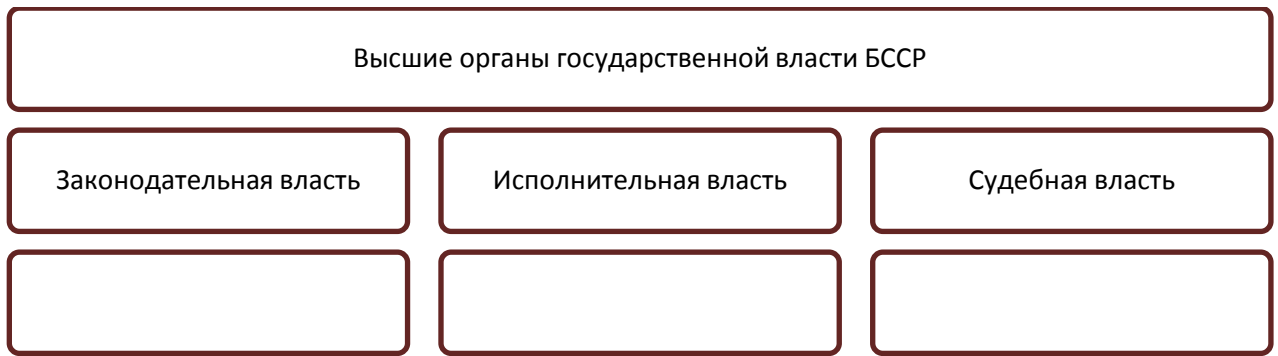 Высшие органы государственной власти БССР
Законодательная власть
Исполнительная власть
Судебная власть